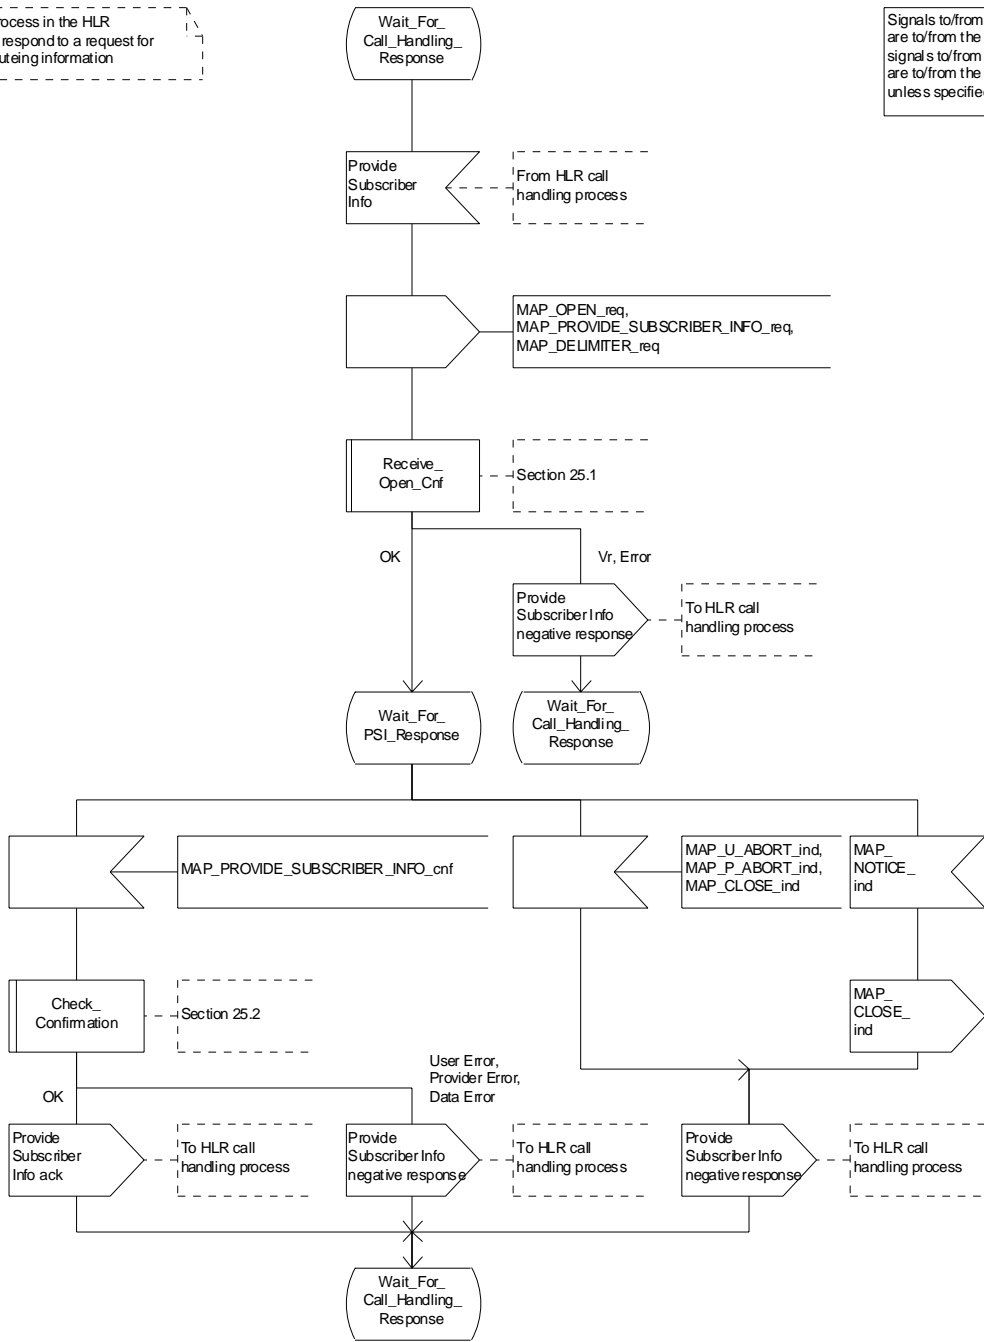 rocess in the HLR
respond to a request for
uteing information
Wait_For_
Call_Handling_
Response
Signals to/from
are to/from the
signals to/from
are to/from the
unless specifie
Provide
Subscriber
Info
From HLR call
handling process
MAP_OPEN_req,
MAP_PROVIDE_SUBSCRIBER_INFO_req,
MAP_DELIMITER_req
Receive_
Open_Cnf
Section 25.1
OK
Vr, Error
Provide
Subscriber Info
negative response
To HLR call
handling process
Wait_For_
PSI_Response
Wait_For_
Call_Handling_
Response
MAP_PROVIDE_SUBSCRIBER_INFO_cnf
MAP_U_ABORT_ind,
MAP_P_ABORT_ind,
MAP_CLOSE_ind
MAP_
NOTICE_
ind
Check_
Confirmation
Section 25.2
MAP_
CLOSE_
ind
OK
User Error,
Provider Error,
Data Error
Provide
Subscriber
Info ack
To HLR call
handling process
Provide
Subscriber Info
negative response
To HLR call
handling process
Provide
Subscriber Info
negative response
To HLR call
handling process
Wait_For_
Call_Handling_
Response